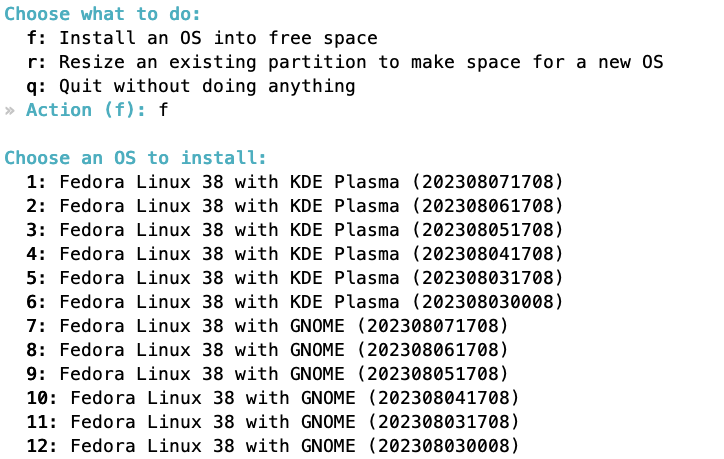 Choose what to do:
f: Install an OS into free space
r: Resize an existing partition to make space for a new OS
q: Quit without doing anything
» Action (f): f
Choose an OS to install:
1: Fedora Linux 38 with KDE Plasma (202308071708)
2: Fedora Linux 38 with KDE Plasma (202308061708)
3: Fedora Linux 38 with KDE Plasma (202308051708)
4: Fedora Linux 38 with KDE Plasma (202308041708)
5: Fedora Linux 38 with KDE Plasma (202308031708)
6: Fedora Linux 38 with KDE Plasma (202308030008)
7: Fedora Linux 38 with GNOME (202308071708)
8: Fedora Linux 38 with GNOME (202308061708)
9: Fedora Linux 38 with GNOME (202308051708)
10: Fedora Linux 38 with GNOME (202308041708)
11: Fedora Linux 38 with GNOME (202308031708)
12: Fedora Linux 38 with GNOME (202308030008)